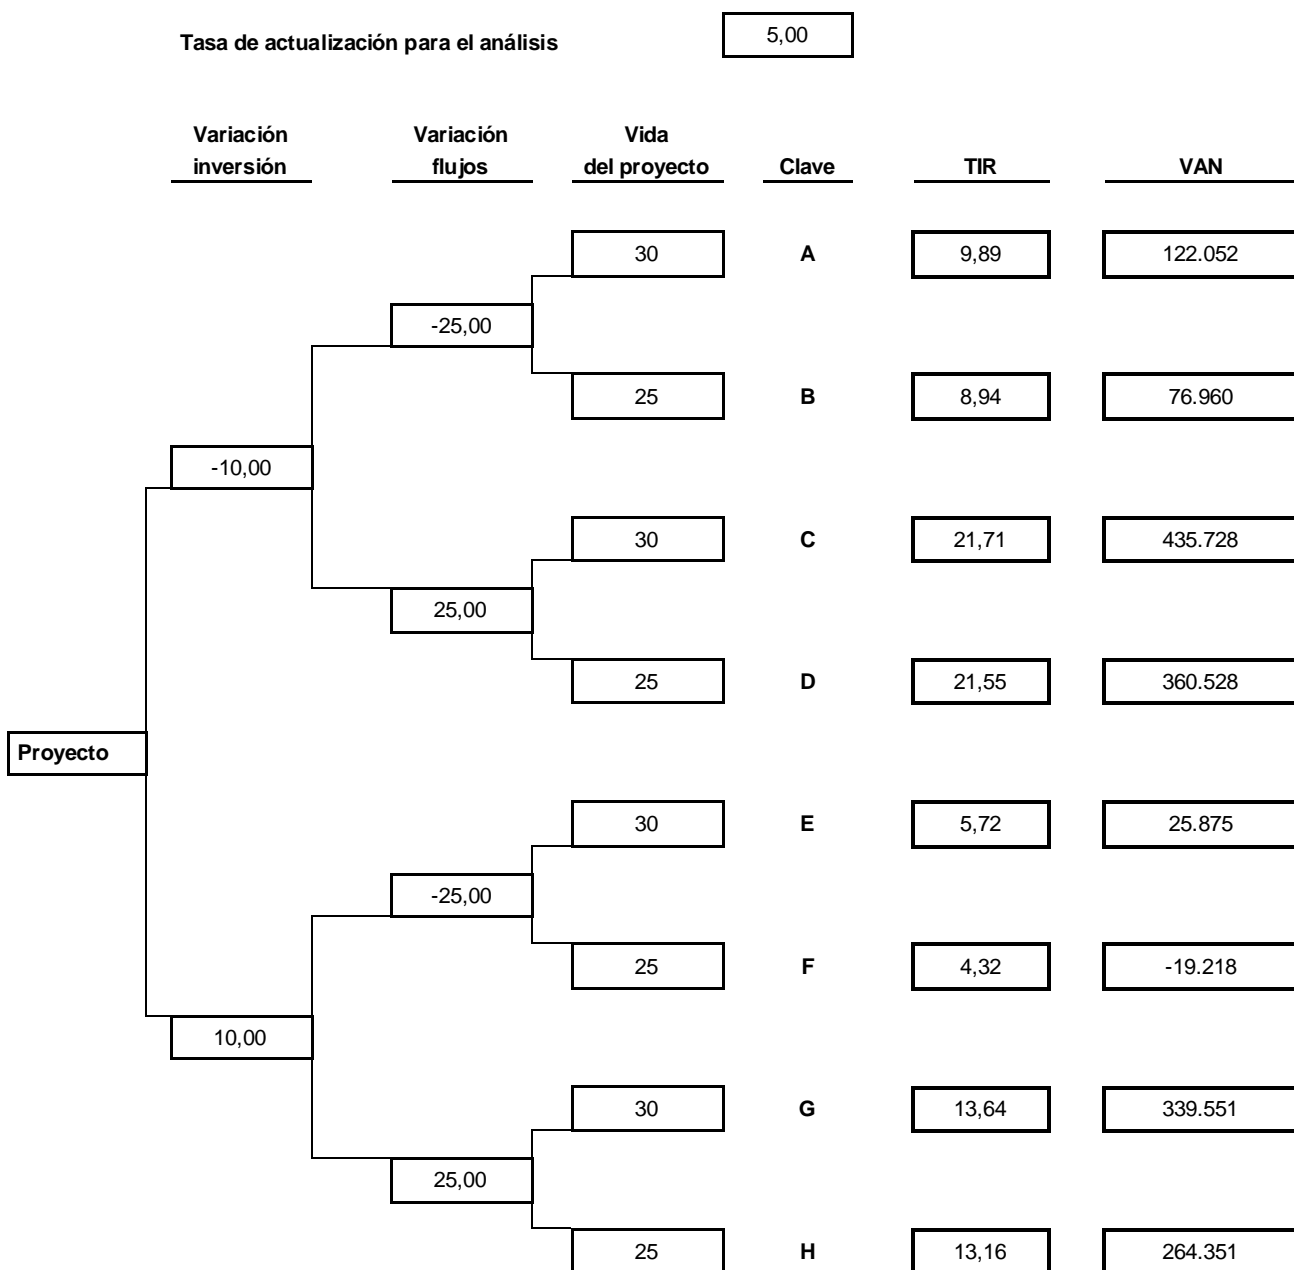 Tasa de actualización para el análisis 5,00
Variación Variación Vida
inversión flujos del proyecto Clave TIR VAN
30 A 9,89 122.052
-25,00
25 B 8,94 76.960
-10,00
30 C 21,71 435.728
25,00
25 D 21,55 360.528
Proyecto
30 E 5,72 25.875
-25,00
25 F 4,32 -19.218
10,00
30 G 13,64 339.551
25,00
25 H 13,16 264.351